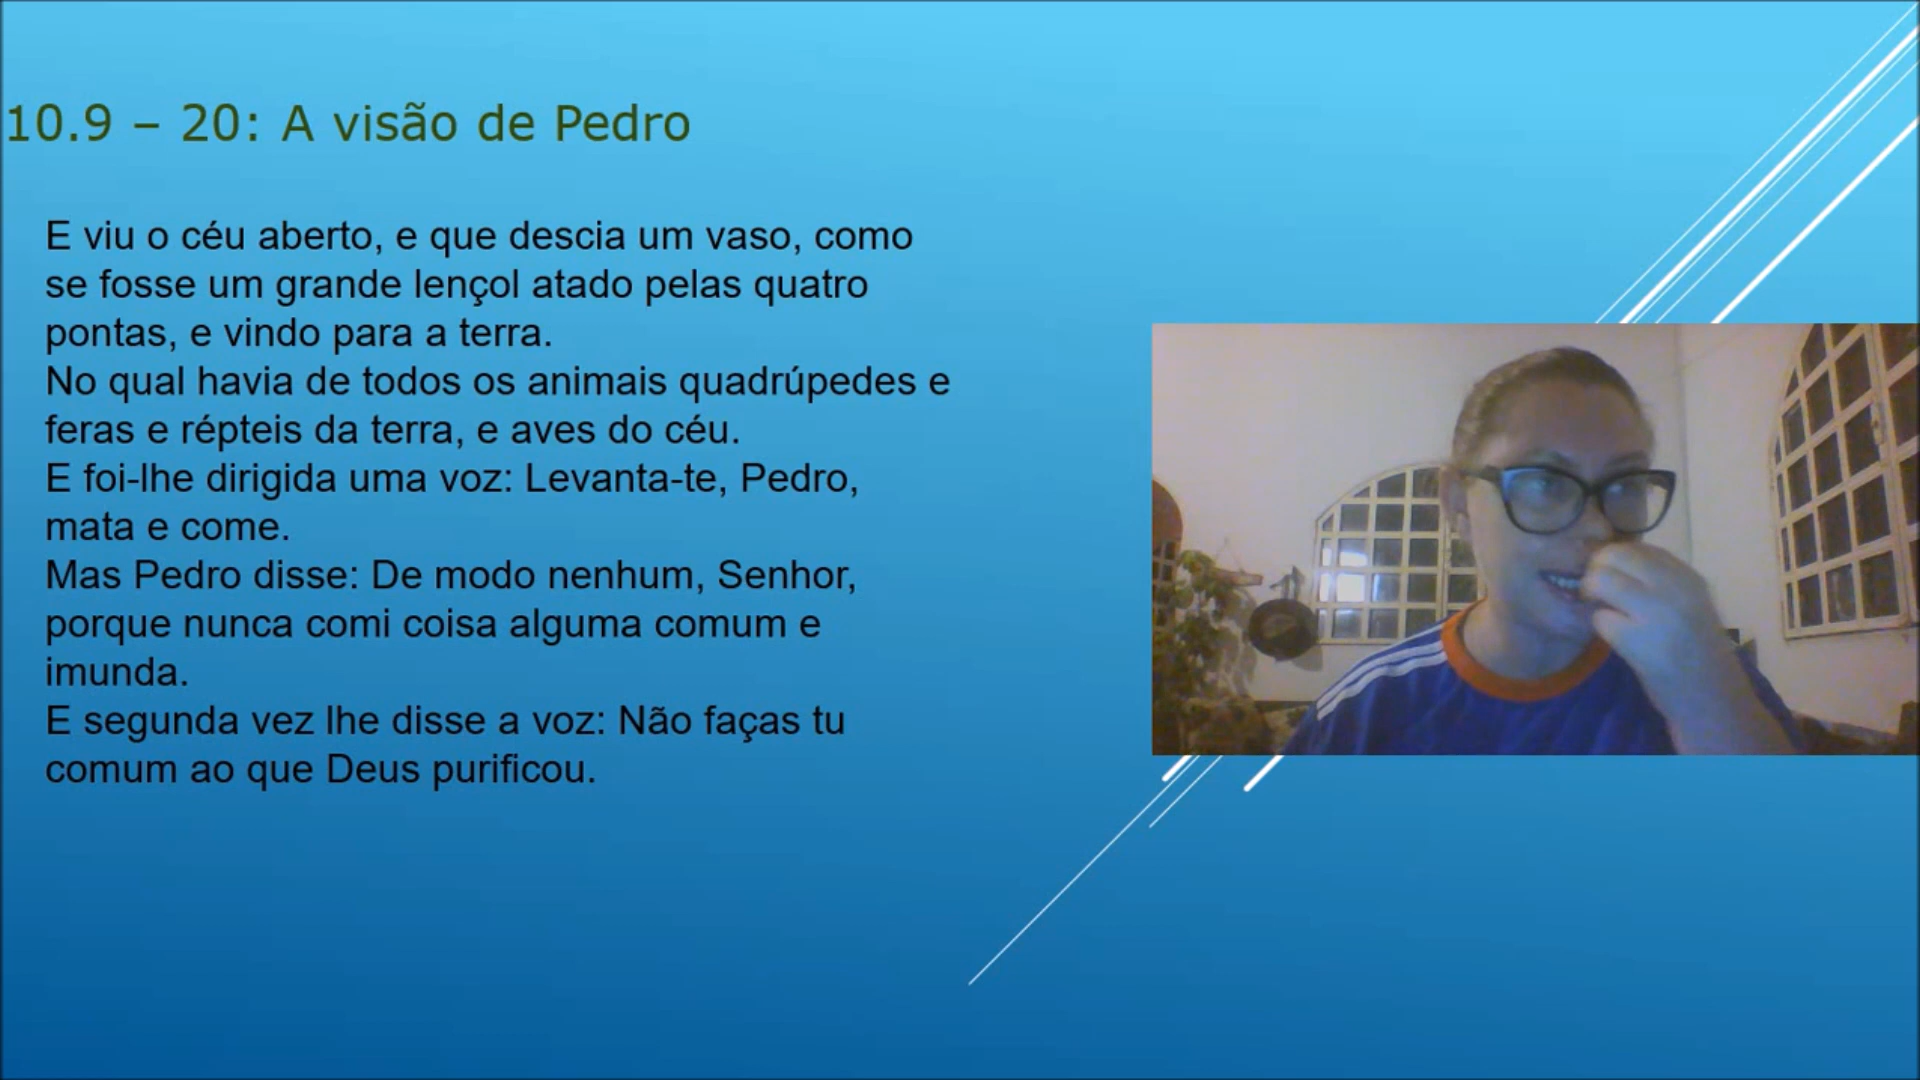 10.9 – 20: A visão de Pedro
E viu o céu aberto, e que descia um vaso, como
se fosse um grande lençol atado pelas quatro
pontas, e vindo para a terra.
No qual havia de todos os animais quadrúpedes e
feras e répteis da terra, e aves do céu.
E foi-lhe dirigida uma voz: Levanta-te, Pedro,
mata e come.
Mas Pedro disse: De modo nenhum, Senhor,
porque nunca comi coisa alguma comum e
imunda.
E segunda vez lhe disse a voz: Não faças tu
comum ao que Deus purificou.